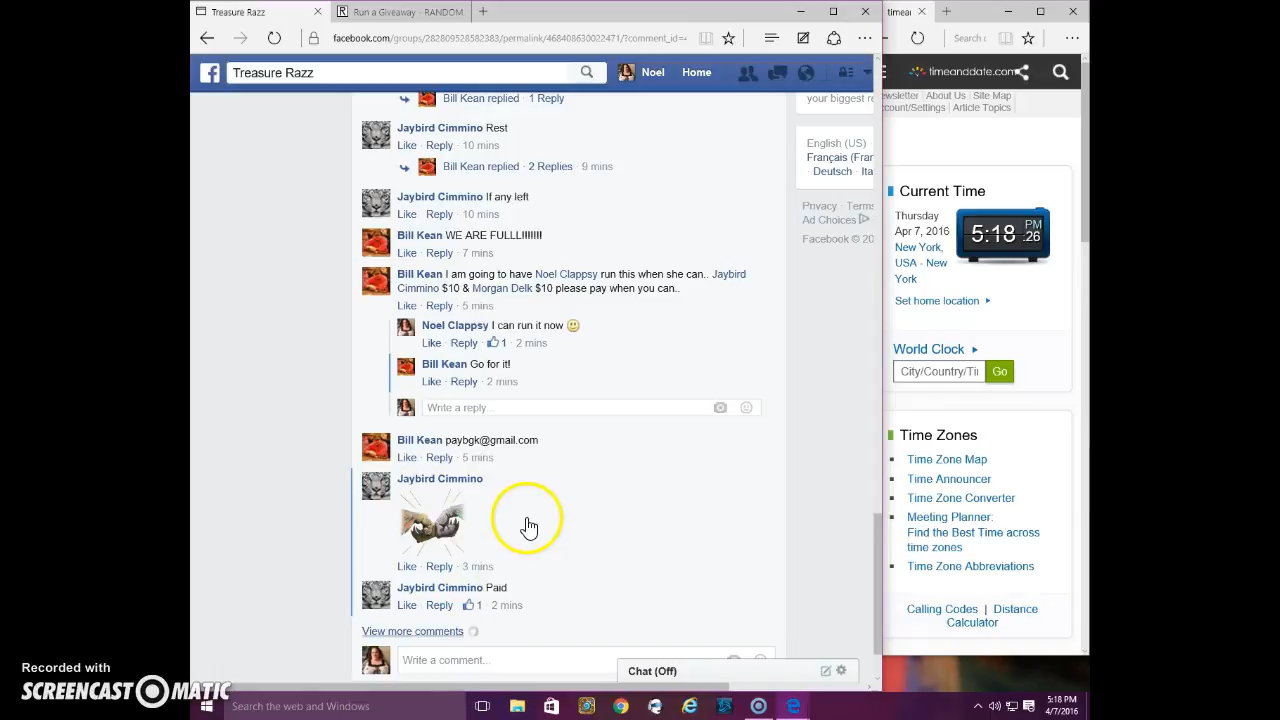 Treasure Razz
Run a Giveaway - RANDOM.
timea
facebook.com/groups/282809528582383/permalink/468408630022471/?comment_id=
Search c
Treasure Razz
Noel Home
timeanddate.com
Bill Kean replied · 1 Reply
your biggest re
ewsletter About Us Site Map
ccount/Settings Article Topics
Jaybird Cimmino Rest
Like · Reply · 10 mins
Bill Kean replied · 2 Replies · 9 mins
English (US) ·
Français (Frar
Deutsch · Ita
Jaybird Cimmino If any left
Like · Reply · 10 mins
Privacy · Terms
Ad Choices
Facebook © 20
Bill Kean WE ARE FULLL!!!!!!!
Like · Reply · 7 mins
Bill Kean I am going to have Noel Clappsy run this when she can.. Jaybird
Cimmino $10 & Morgan Delk $10 please pay when you can..
Like · Reply · 5 mins
Noel Clappsy I can run it now
Like · Reply · 1 · 2 mins
Bill Kean Go for it!
Like · Reply · 2 mins
Write a reply...
Bill Kean paybgk@gmail.com
Like · Reply · 5 mins
Jaybird Cimmino
Like · Reply · 3 mins
Jaybird Cimmino Paid
Like · Reply · 1 · 2 mins
View more comments
Write a comment...
Chat (Off)
Current Time
Thursday
Apr 7, 2016
New York,
USA - New
York
5:18 PM :26
Set home location
World Clock
City/Country/Tir
Go
Time Zones
Time Zone Map
Time Announcer
Time Zone Converter
Meeting Planner:
Find the Best Time across
time zones
Time Zone Abbreviations
Calling Codes | Distance
Calculator
Recorded with
SCREENCAST MATIC
Search the web and Windows
5:18 PM
4/7/2016